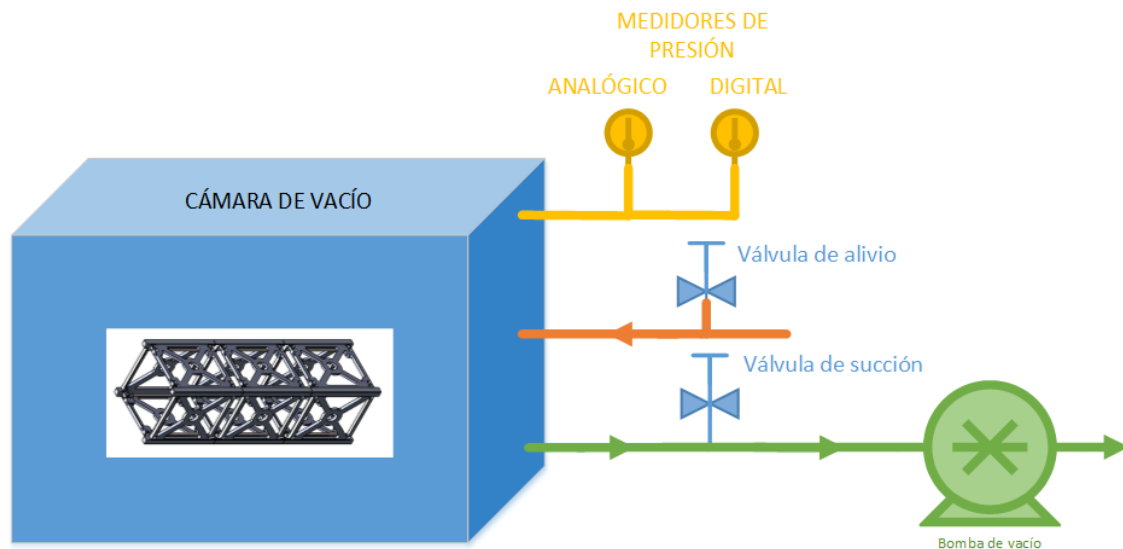 MEDIDORES DE
PRESIÓN
ANALÓGICO
DIGITAL
CÁMARA DE VACÍO
Válvula de alivio
Válvula de succión
Bomba de vacío